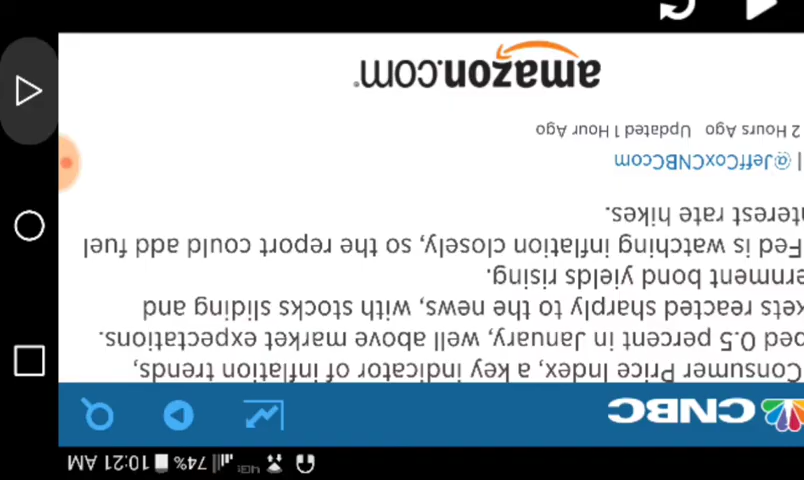 10:21 AM 74% 4GE
CNBC
Consumer Price Index, a key indicator of inflation trends,
ped 0.5 percent in January, well above market expectations.
kets reacted sharply to the news, with stocks sliding and
ernment bond yields rising.
Fed is watching inflation closely, so the report could add fuel
terest rate hikes.
| @JeffCoxCNBCcom
2 Hours Ago Updated 1 Hour Ago
amazon.com